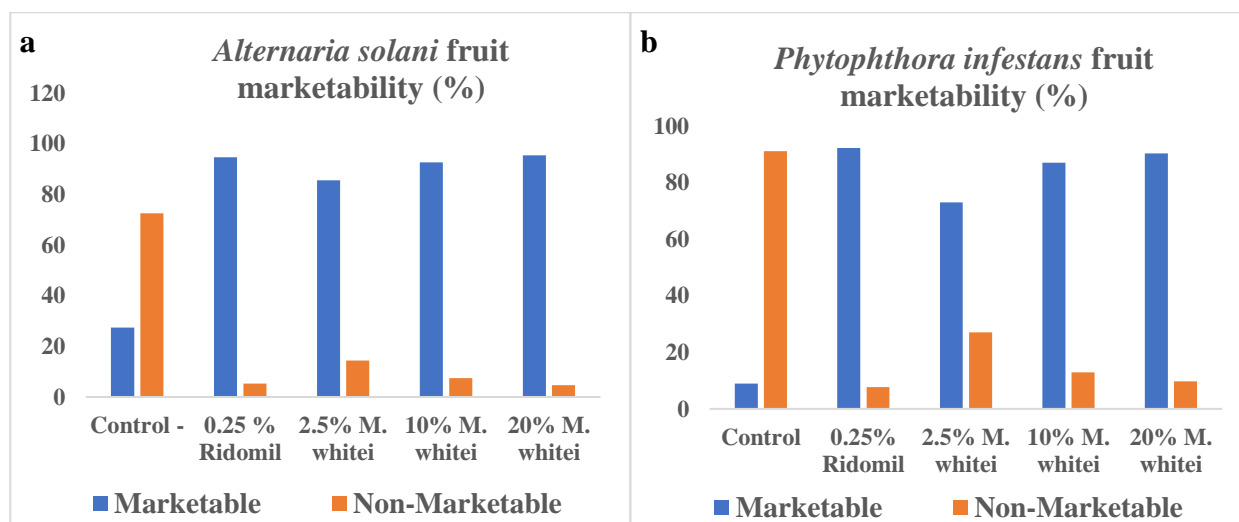 a
Alternaria solani fruit
marketability (%)
120
100
80
60
40
20
0
Control -
0.25 %
Ridomil
2.5% M.
whitei
10% M.
whitei
20% M.
whitei
Marketable
Non-Marketable
b
Phytophthora infestans fruit
marketability (%)
100
80
60
40
20
0
Control
0.25%
Ridomil
2.5% M.
whitei
10% M.
whitei
20% M.
whitei
Marketable
Non-Marketable